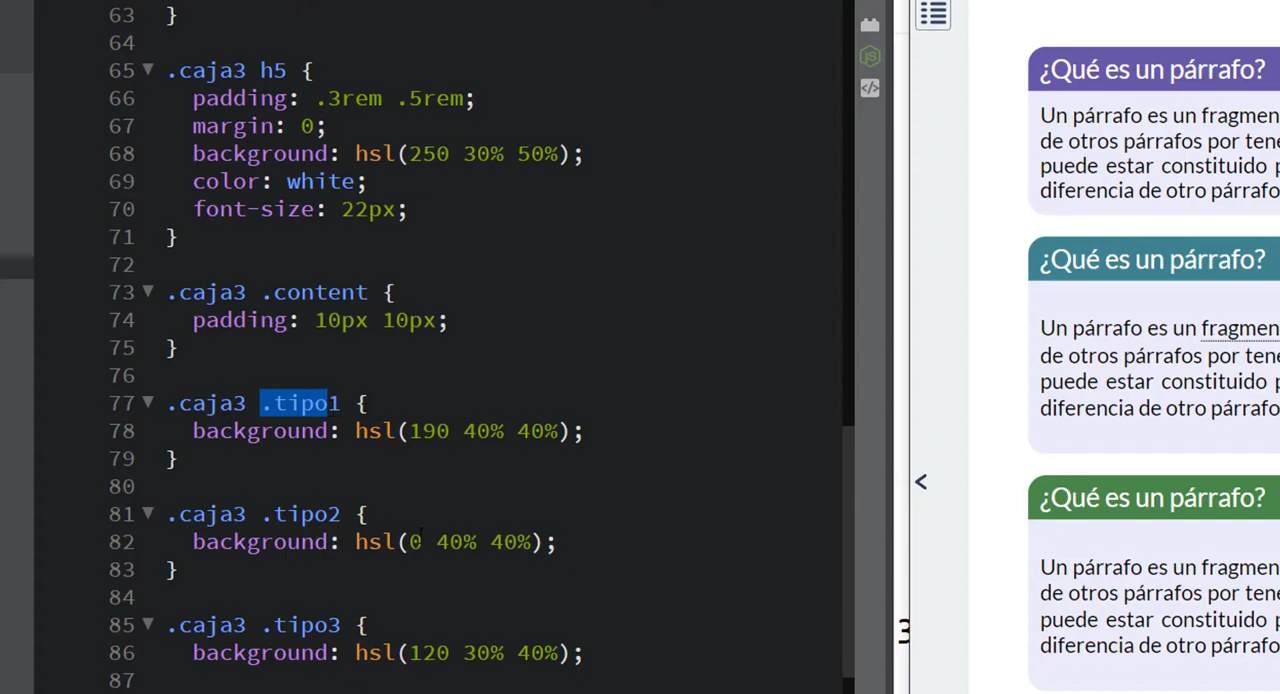 63 }
64
65 .caja3 h5 {
66 padding: .3rem .5rem;
67 margin: 0;
68 background: hsl(250 30% 50%);
69 color: white;
70 font-size: 22px;
71 }
72
73 .caja3 .content {
74 padding: 10px 10px;
75 }
76
77 .caja3 .tipo1 {
78 background: hsl(190 40% 40%);
79 }
80
81 .caja3 .tipo2 {
82 background: hsl(0 40% 40%);
83 }
84
85 .caja3 .tipo3 {
86 background: hsl(120 30% 40%);
87
JS
</>
<
3
¿Qué es un párrafo?
Un párrafo es un fragmen
de otros párrafos por tene
puede estar constituido p
diferencia de otro párrafo
¿Qué es un párrafo?
Un párrafo es un fragmen
de otros párrafos por tene
puede estar constituido p
diferencia de otro párrafo
¿Qué es un párrafo?
Un párrafo es un fragmen
de otros párrafos por tene
puede estar constituido p
diferencia de otro párrafo